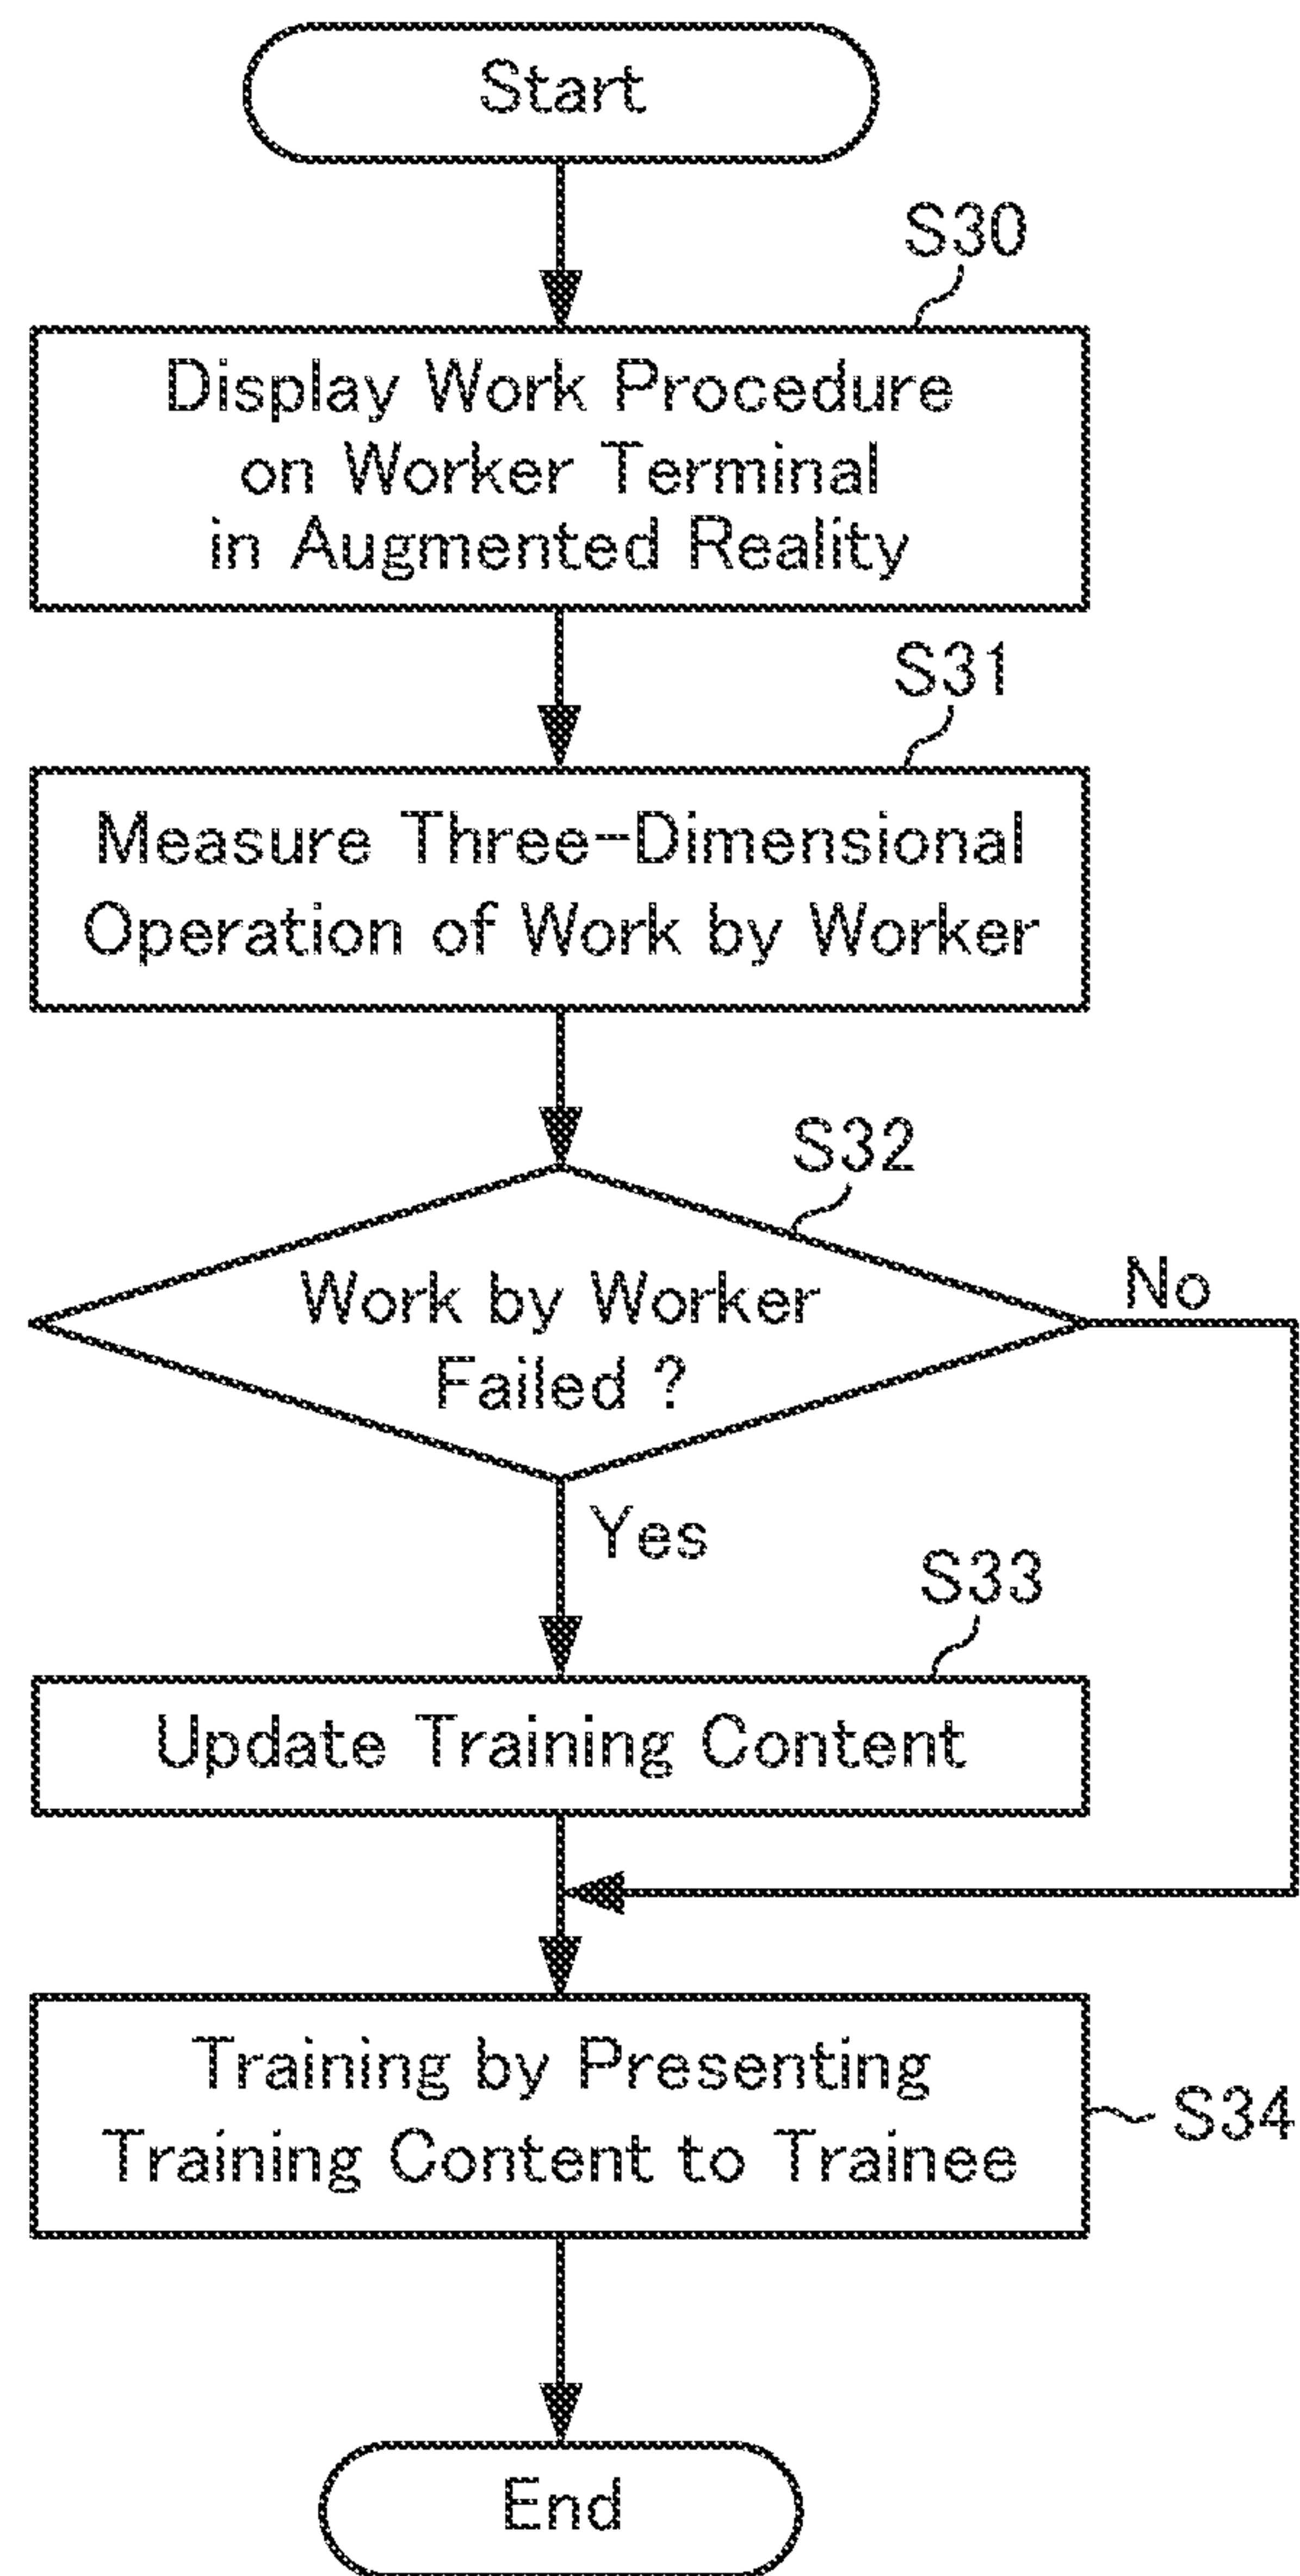 Start
S30
Display Work Procedure
on Worker Terminal
in Augmented Reality
S31
Measure Three-Dimensional
Operation of Work by Worker
S32
Work by Worker
Failed ?
No
Yes
S33
Update Training Content
Training by Presenting
Training Content to Trainee
S34
End